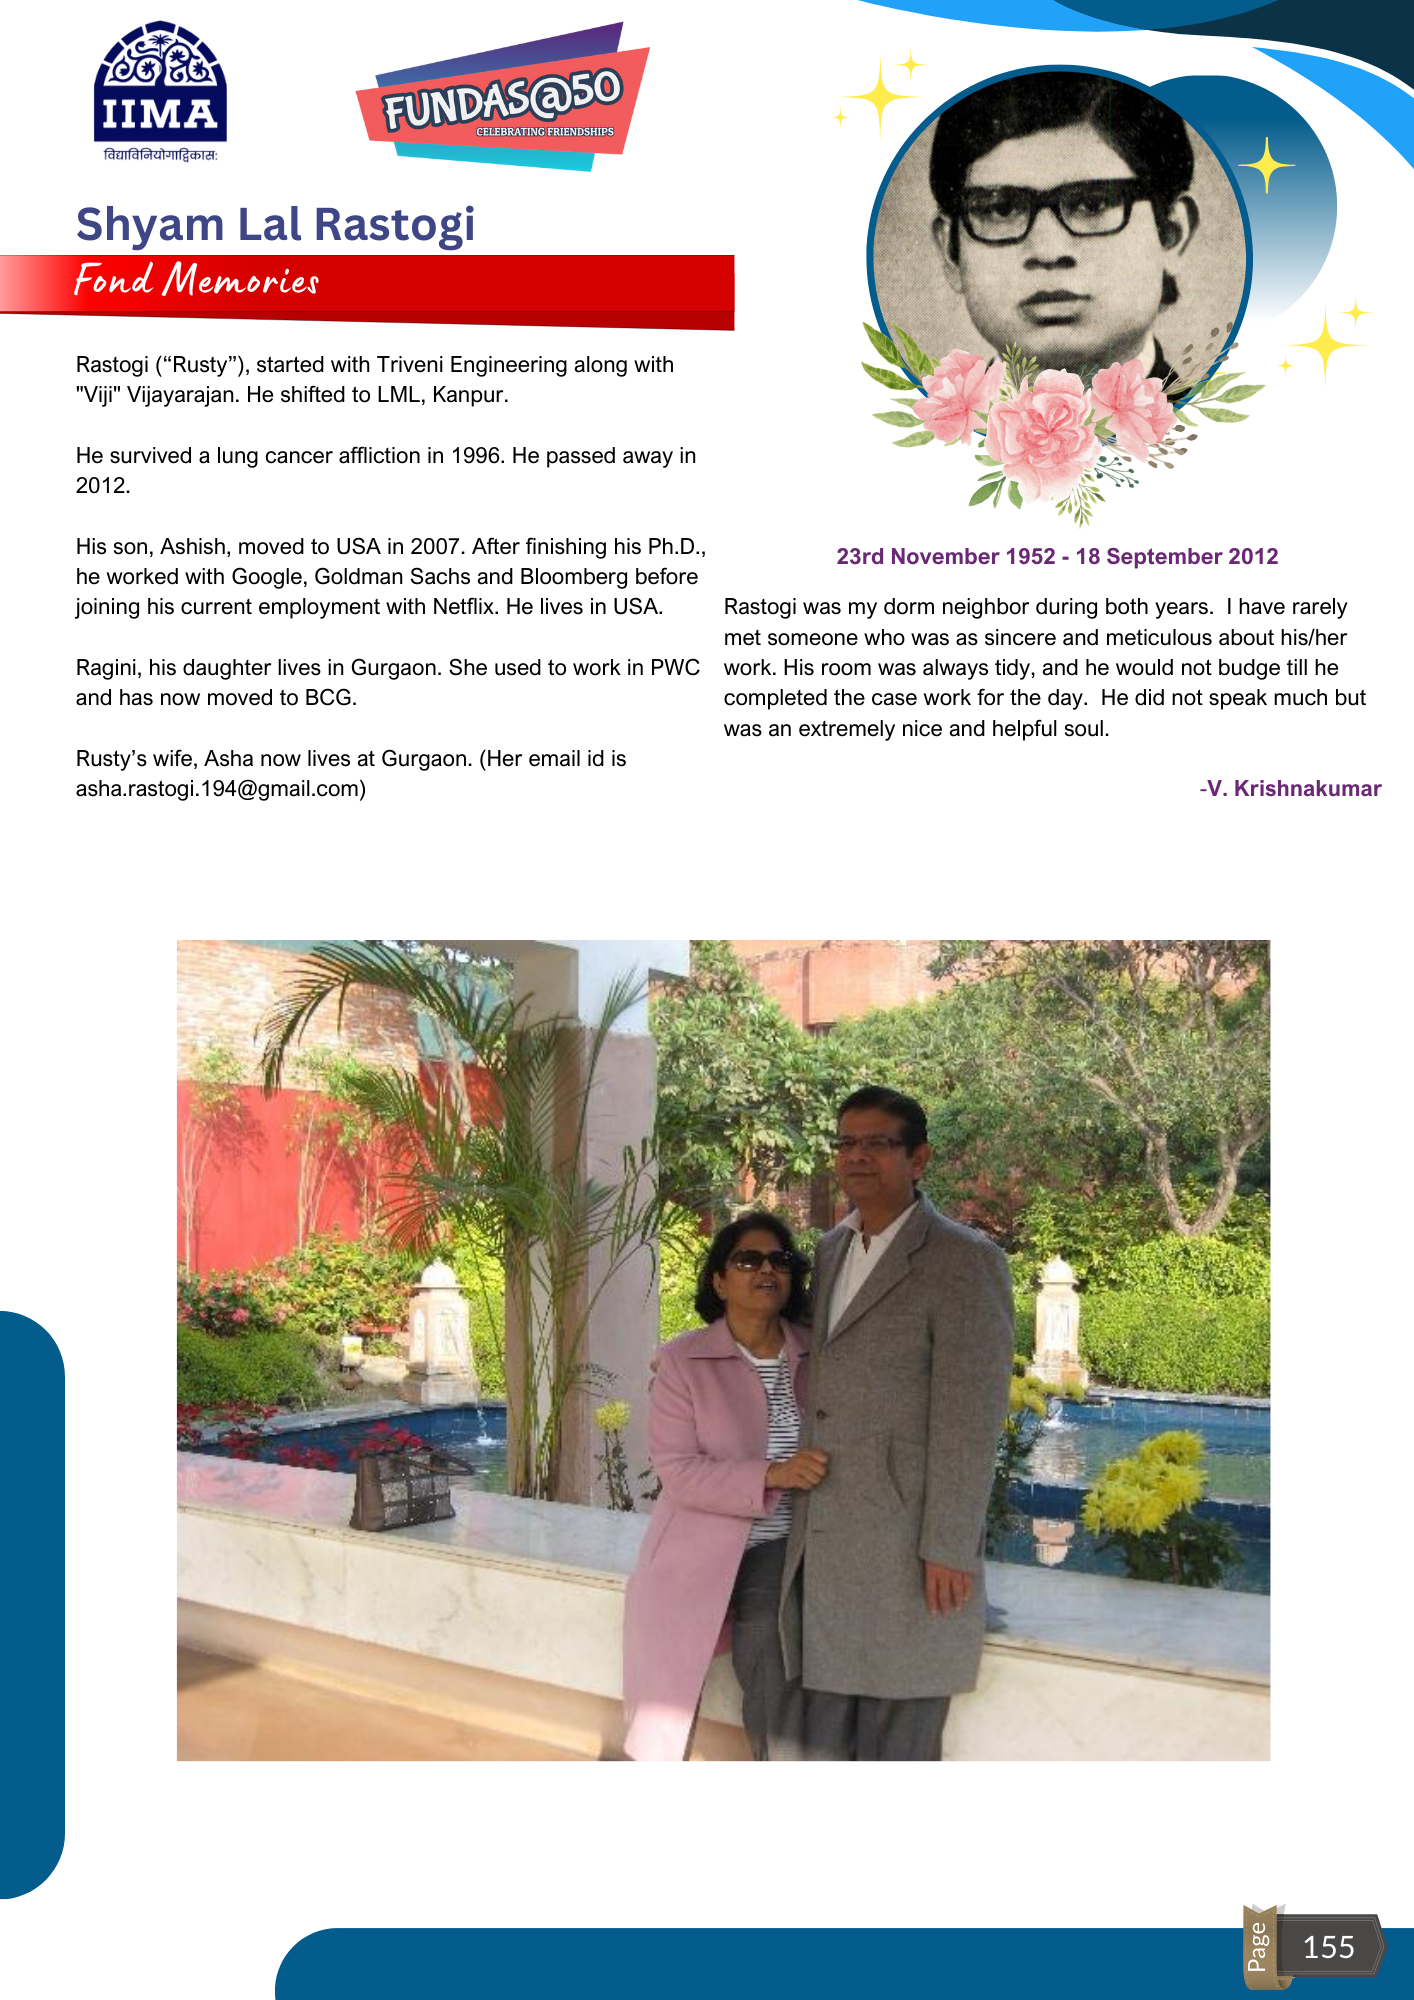 IIMA
विद्याविनियोगाद्विकास:
FUNDAS@50
CELEBRATING FRIENDSHIPS
Shyam Lal Rastogi
Fond Memories
Rastogi (“Rusty”), started with Triveni Engineering along with
"Viji" Vijayarajan. He shifted to LML, Kanpur.
He survived a lung cancer affliction in 1996. He passed away in
2012.
His son, Ashish, moved to USA in 2007. After finishing his Ph.D.,
he worked with Google, Goldman Sachs and Bloomberg before
joining his current employment with Netflix. He lives in USA.
Ragini, his daughter lives in Gurgaon. She used to work in PWC
and has now moved to BCG.
Rusty’s wife, Asha now lives at Gurgaon. (Her email id is
asha.rastogi.194@gmail.com)
23rd November 1952 - 18 September 2012
Rastogi was my dorm neighbor during both years.  I have rarely
met someone who was as sincere and meticulous about his/her
work. His room was always tidy, and he would not budge till he
completed the case work for the day.  He did not speak much but
was an extremely nice and helpful soul.
-V. Krishnakumar
Page
155